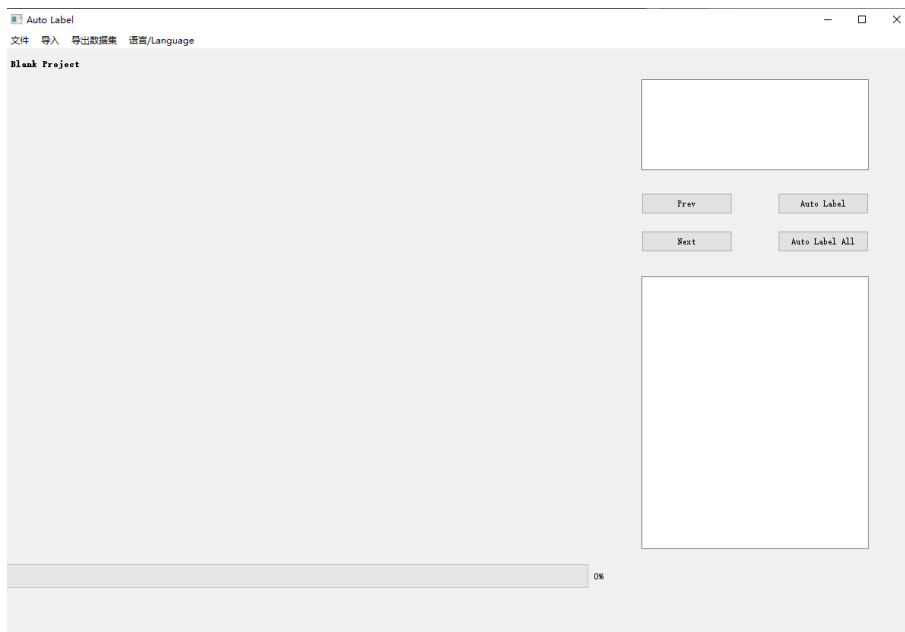 Auto Label
文件 导入 导出数据集 语言/Language
Blank Project
Prev Auto Label
Next Auto Label All
0%